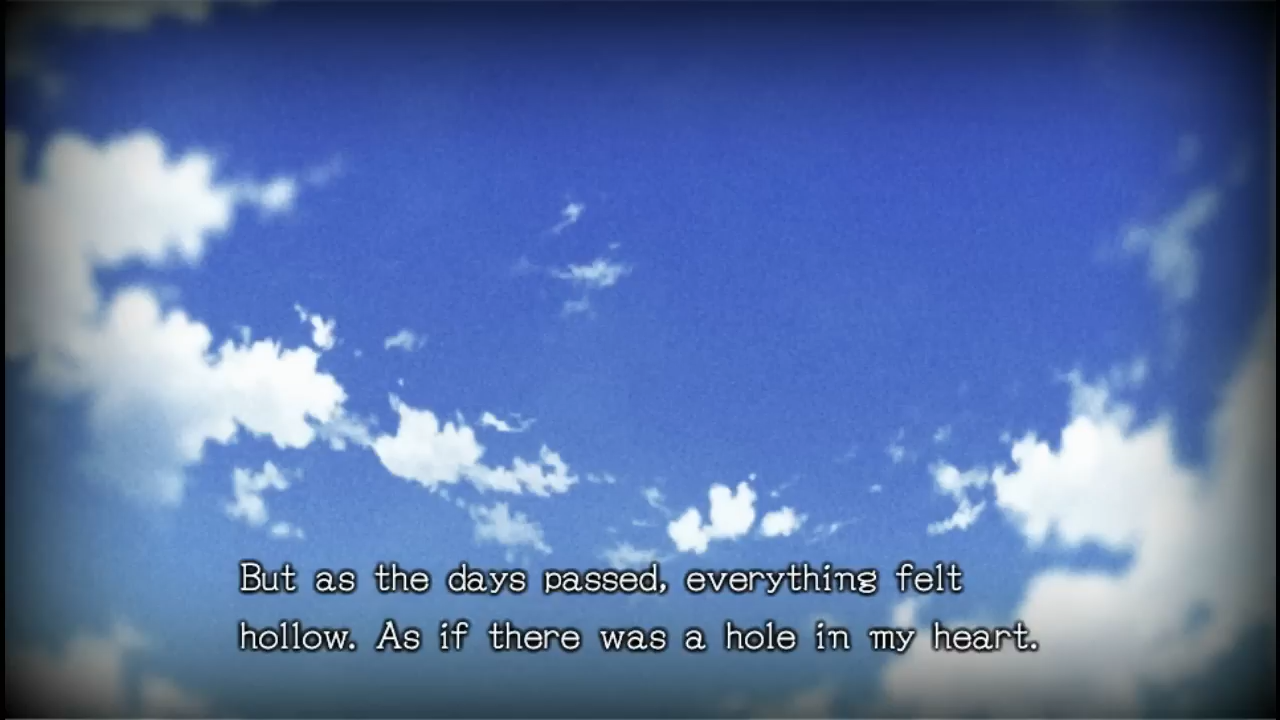 But as the days passed, everything felt
hollow. As if there was a hole in my heart.